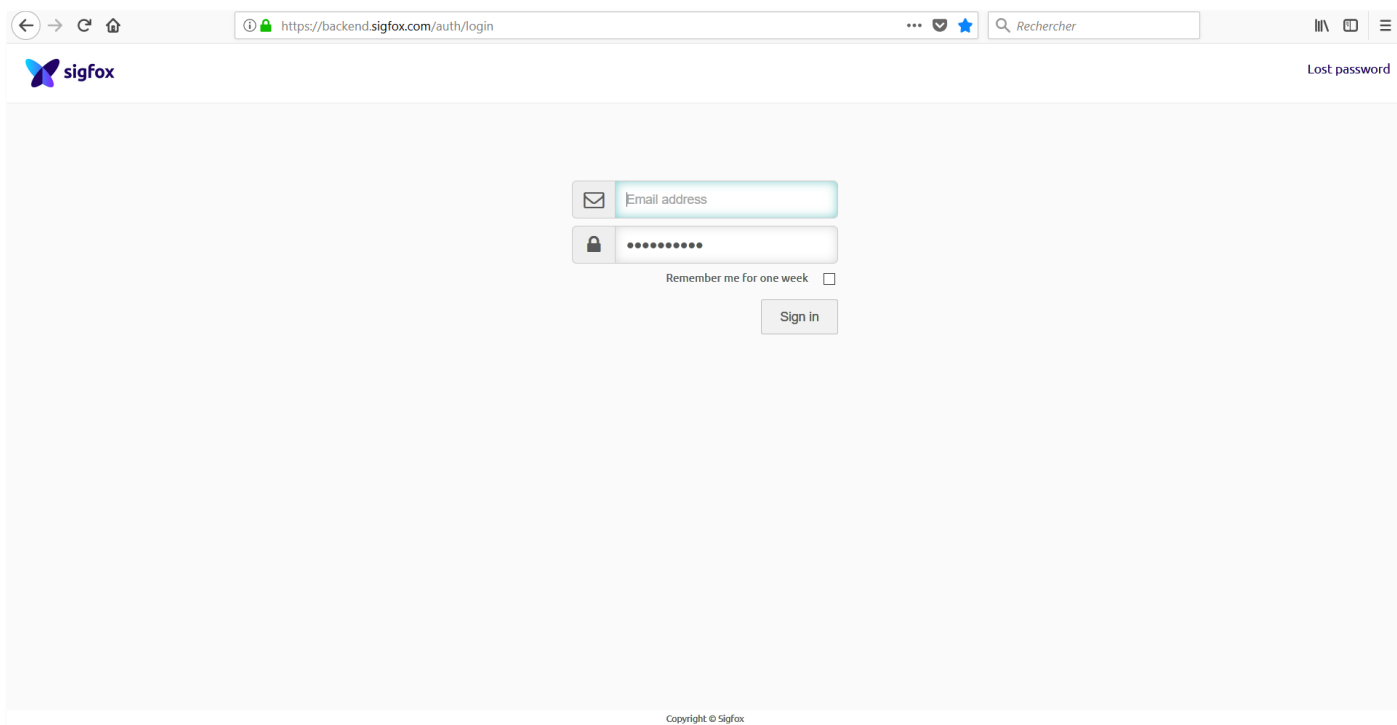 https://backend.sigfox.com/auth/login
Rechercher
sigfox
Lost password
Email address
••••••••••
Remember me for one week
Sign in
Copyright © Sigfox